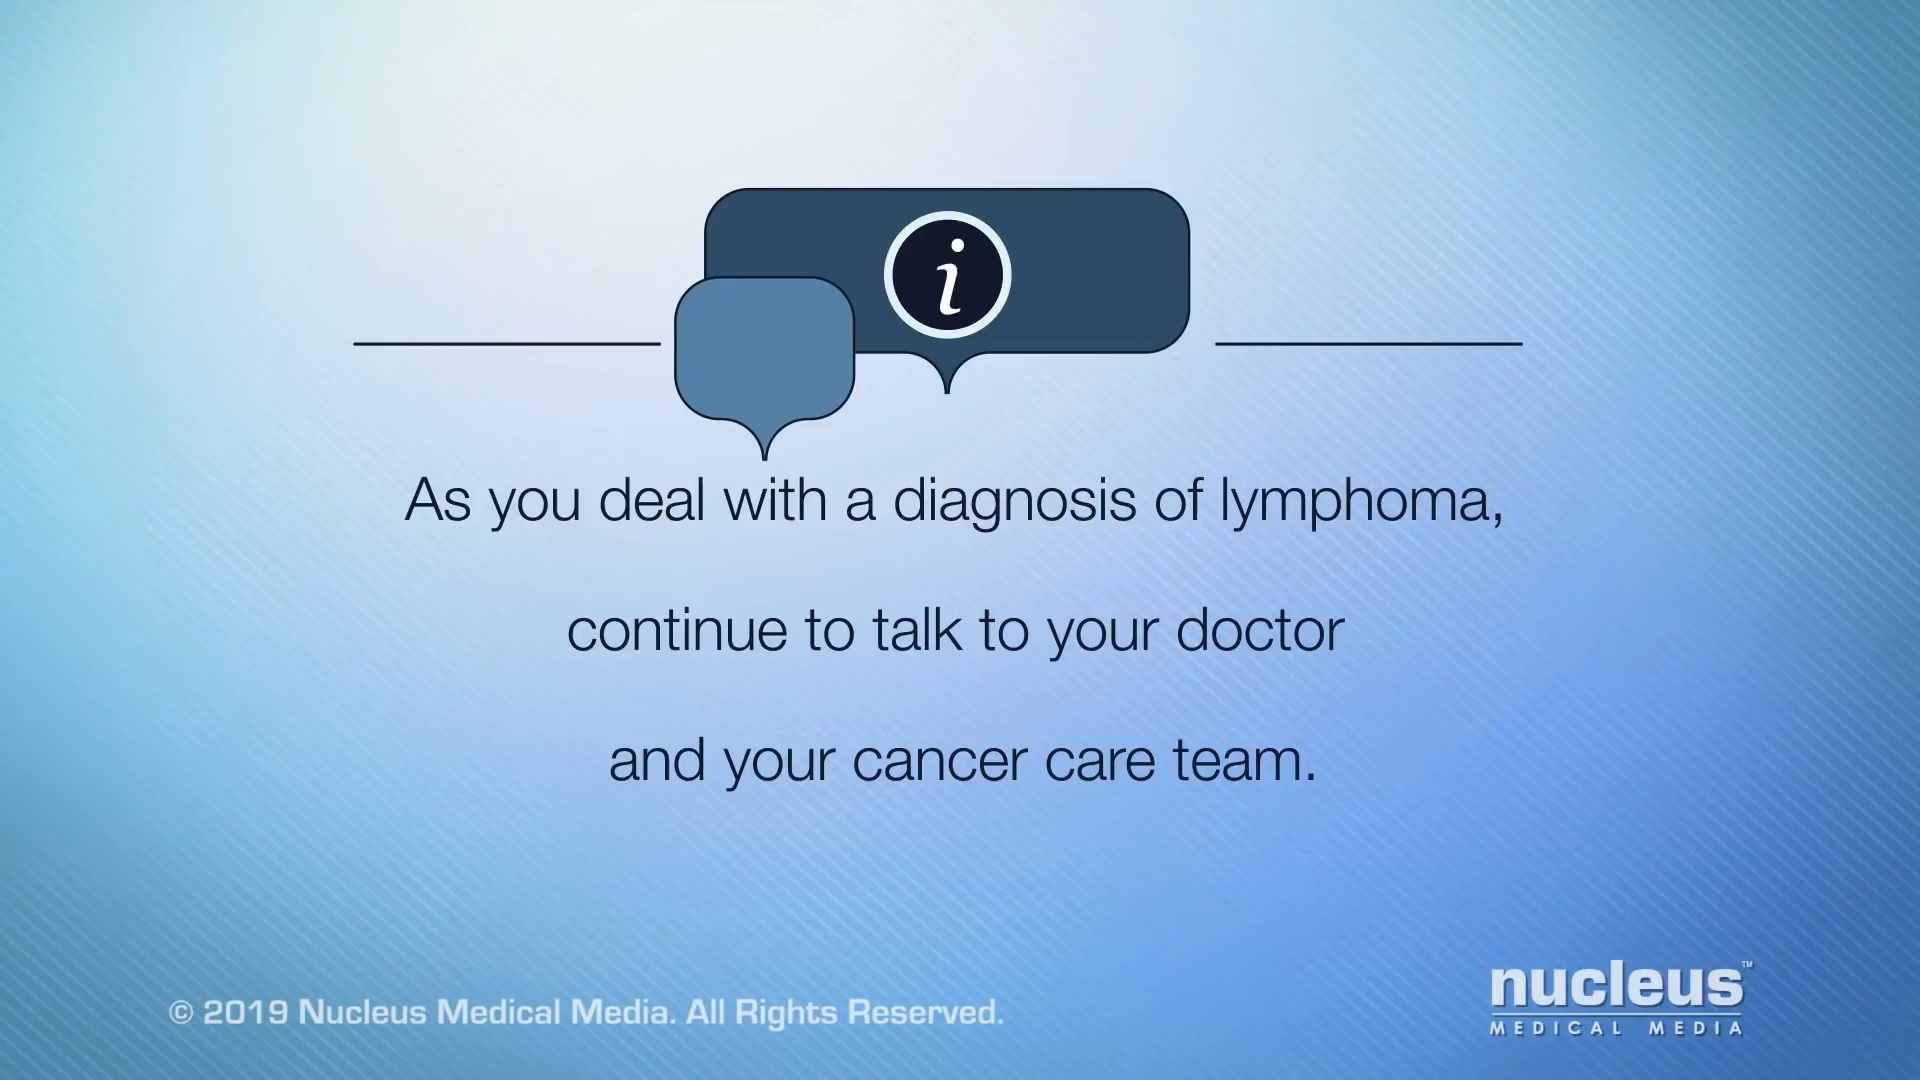 i
As you deal with a diagnosis of lymphoma,
continue to talk to your doctor
and your cancer care team.
© 2019 Nucleus Medical Media. All Rights Reserved.
nucleus™
MEDICAL MEDIA